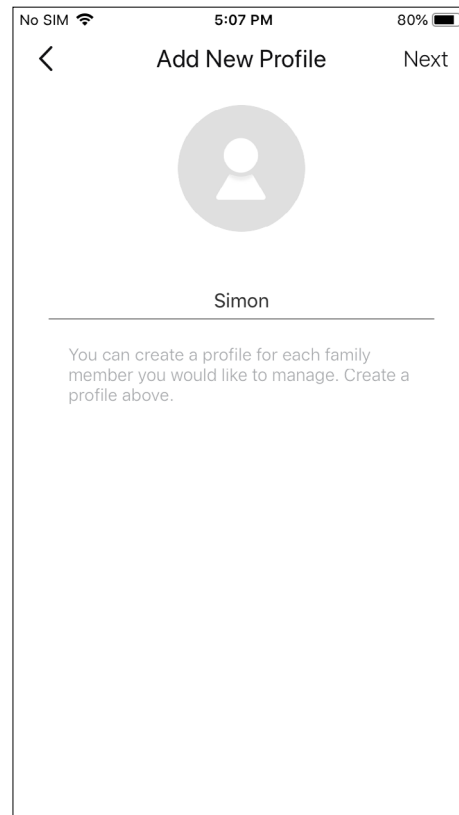 No SIM 5:07 PM 80%
Add New Profile Next
Simon
You can create a profile for each family
member you would like to manage. Create a
profile above.